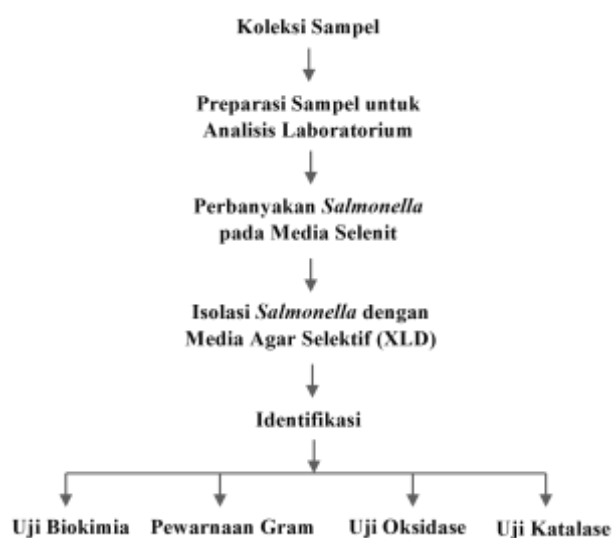 Koleksi Sampel
Preparasi Sampel untuk
Analisis Laboratorium
Perbanyakan Salmonella
pada Media Selenit
Isolasi Salmonella dengan
Media Agar Selektif (XLD)
Identifikasi
Uji Biokimia Pewarnaan Gram Uji Oksidase Uji Katalase